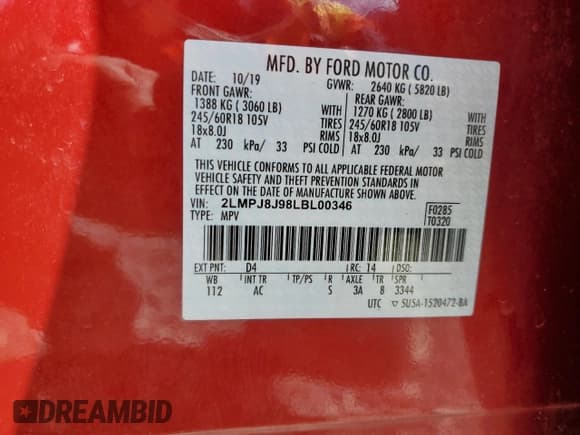 MFD. BY FORD MOTOR CO.
DATE: 10/19 GVWR: 2640 KG ( 5820 LB)
FRONT GAWR: REAR GAWR:
1388 KG ( 3060 LB) WITH 1270 KG ( 2800 LB) WITH
245/60R18 105V TIRES 245/60R18 105V TIRES
18x8.0J RIMS 18x8.0J RIMS
AT 230 kPa/ 33 PSI COLD AT 230 kPa/ 33 PSI COLD
THIS VEHICLE CONFORMS TO ALL APPLICABLE FEDERAL MOTOR
VEHICLE SAFETY AND THEFT PREVENTION STANDARDS IN
EFFECT ON THE DATE OF MANUFACTURE SHOWN ABOVE.
VIN: 2LMPJ8J98LBL00346 F0285
TYPE: MPV T0320
EXT PNT: D4 RC: 14 DSO:
WB INT TR TP/PS R AXLE TR SPR
112 AC S 3A 8 3344
UTC ▽ 5U5A-1520472-BA
DREAMBID